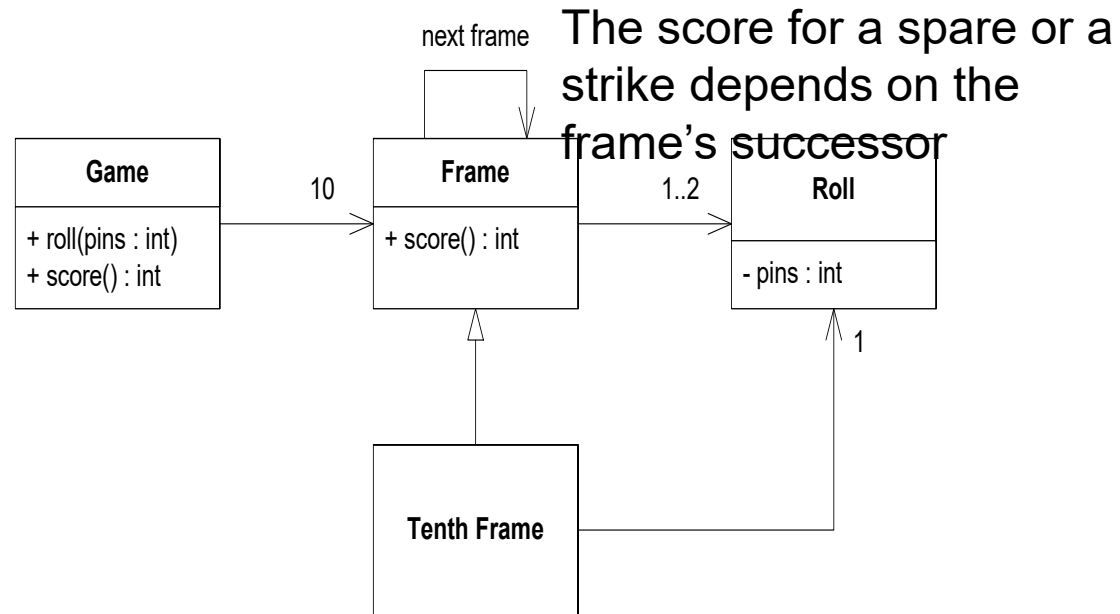 next frame
The score for a spare or a
strike depends on the
frame’s successor
Game
+ roll(pins : int)
+ score() : int
10
Frame
+ score() : int
1..2
Roll
- pins : int
1
Tenth Frame